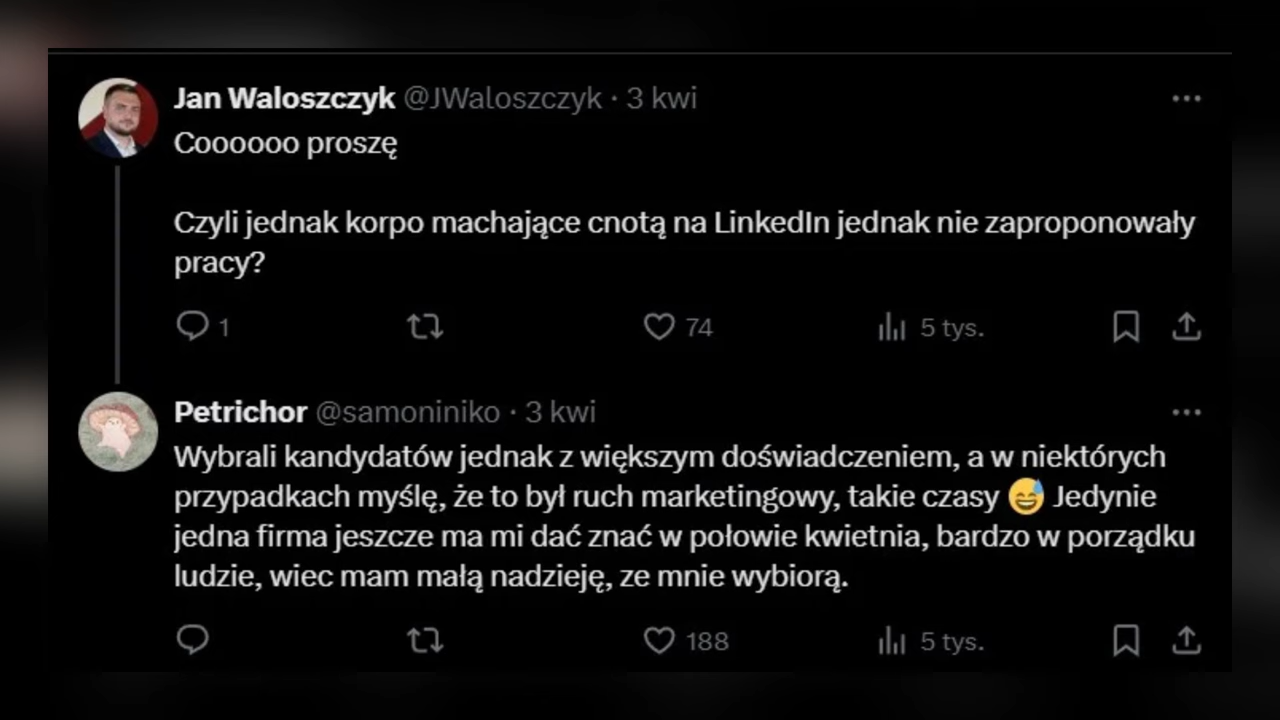 Jan Waloszczyk @JWaloszczyk · 3 kwi
Coooooo proszę
Czyli jednak korpo machające cnotą na LinkedIn jednak nie zaproponowały
pracy?
1 74 5 tys.
Petrichor @samoniniko · 3 kwi
Wybrali kandydatów jednak z większym doświadczeniem, a w niektórych
przypadkach myślę, że to był ruch marketingowy, takie czasy 😅 Jedynie
jedna firma jeszcze ma mi dać znać w połowie kwietnia, bardzo w porządku
ludzie, wiec mam małą nadzieję, ze mnie wybiorą.
188 5 tys.